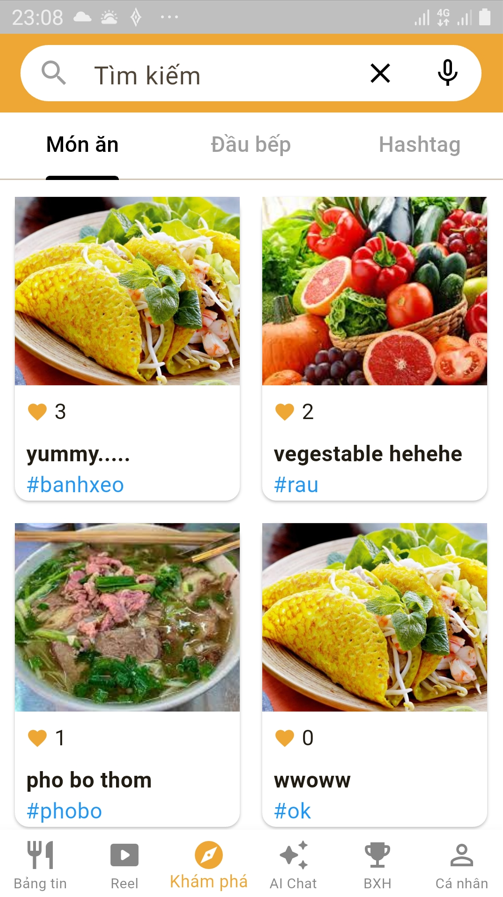 23:08
4G
Tìm kiếm
Món ăn
Đầu bếp
Hashtag
3
yummy.....
#banhxeo
2
vegestable hehehe
#rau
1
pho bo thom
#phobo
0
wwoww
#ok
Bảng tin
Reel
Khám phá
AI Chat
BXH
Cá nhân